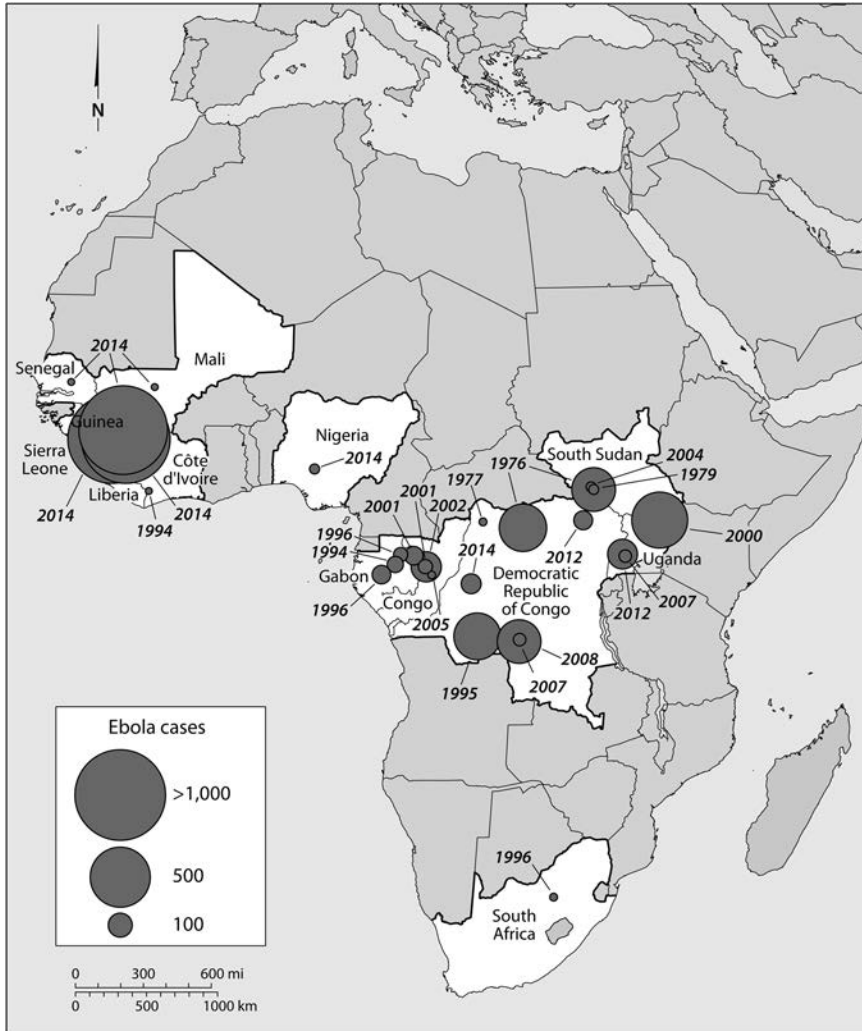 N
2014
Senegal
Mali
Guinea
Sierra
Leone
Côte
d'Ivoire
Liberia
2014
2014
1994
Nigeria
2014
South Sudan
2004
1976
1979
1977
2001
2001
2002
1996
1994
2000
2012
Gabon
2014
Uganda
Democratic
Republic
of Congo
2007
2012
1996
Congo
2005
2008
2007
1995
Ebola cases
>1,000
500
100
1996
South
Africa
0 300 600 mi
0 500 1000 km